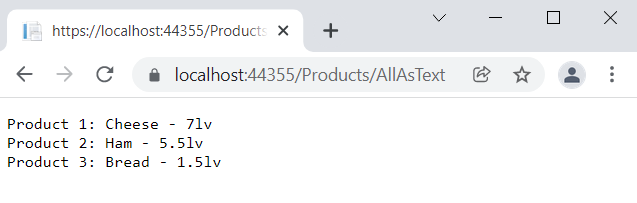 https://localhost:44355/Products
localhost:44355/Products/AllAsText
Product 1: Cheese - 7lv
Product 2: Ham - 5.5lv
Product 3: Bread - 1.5lv